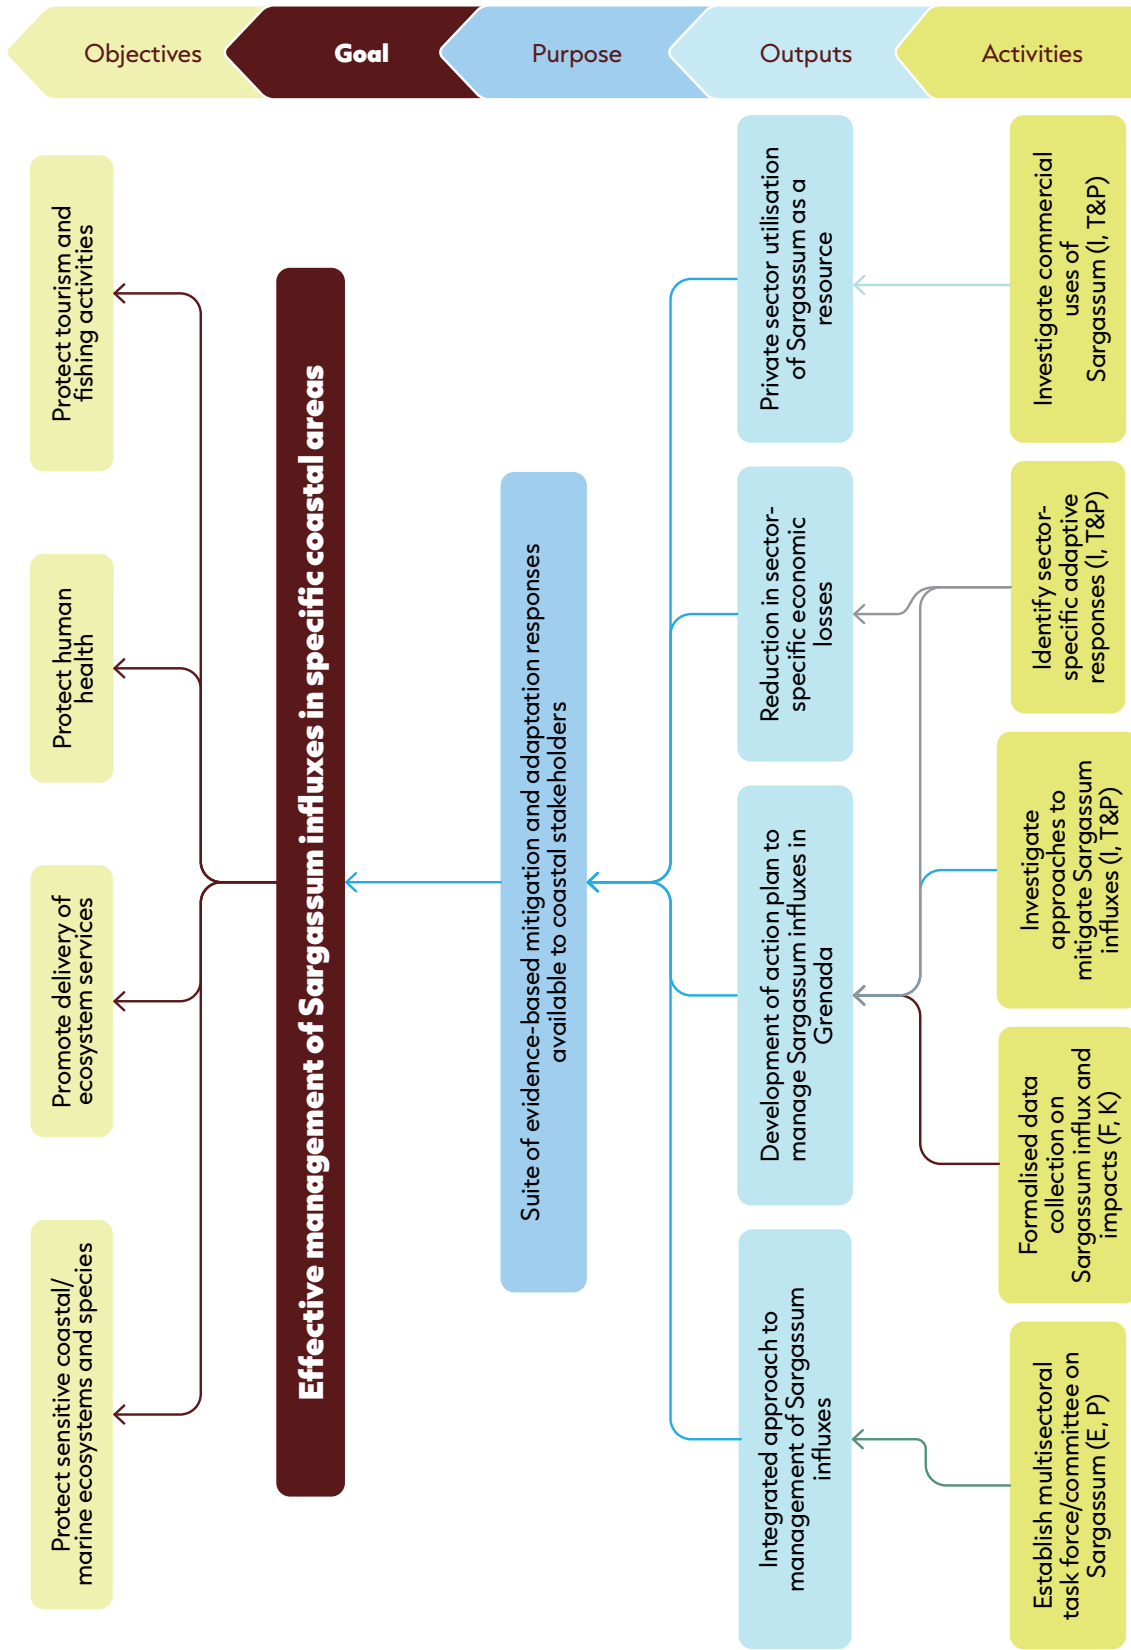 Objectives
Goal
Purpose
Outputs
Activities
Protect sensitive coastal/
marine ecosystems and species
Promote delivery of
ecosystem services
Protect human
health
Protect tourism and
fishing activities
Effective management of Sargassum influxes in specific coastal areas
Suite of evidence-based mitigation and adaptation responses
available to coastal stakeholders
Integrated approach to
management of Sargassum
influxes
Development of action plan to
manage Sargassum influxes in
Grenada
Reduction in sector-
specific economic
losses
Private sector utilisation
of Sargassum as a
resource
Establish multisectoral
task force/committee on
Sargassum (E, P)
Formalised data
collection on
Sargassum influx and
impacts (F, K)
Investigate
approaches to
mitigate Sargassum
influxes (I, T&P)
Identify sector-
specific adaptive
responses (I, T&P)
Investigate commercial
uses of
Sargassum (I, T&P)